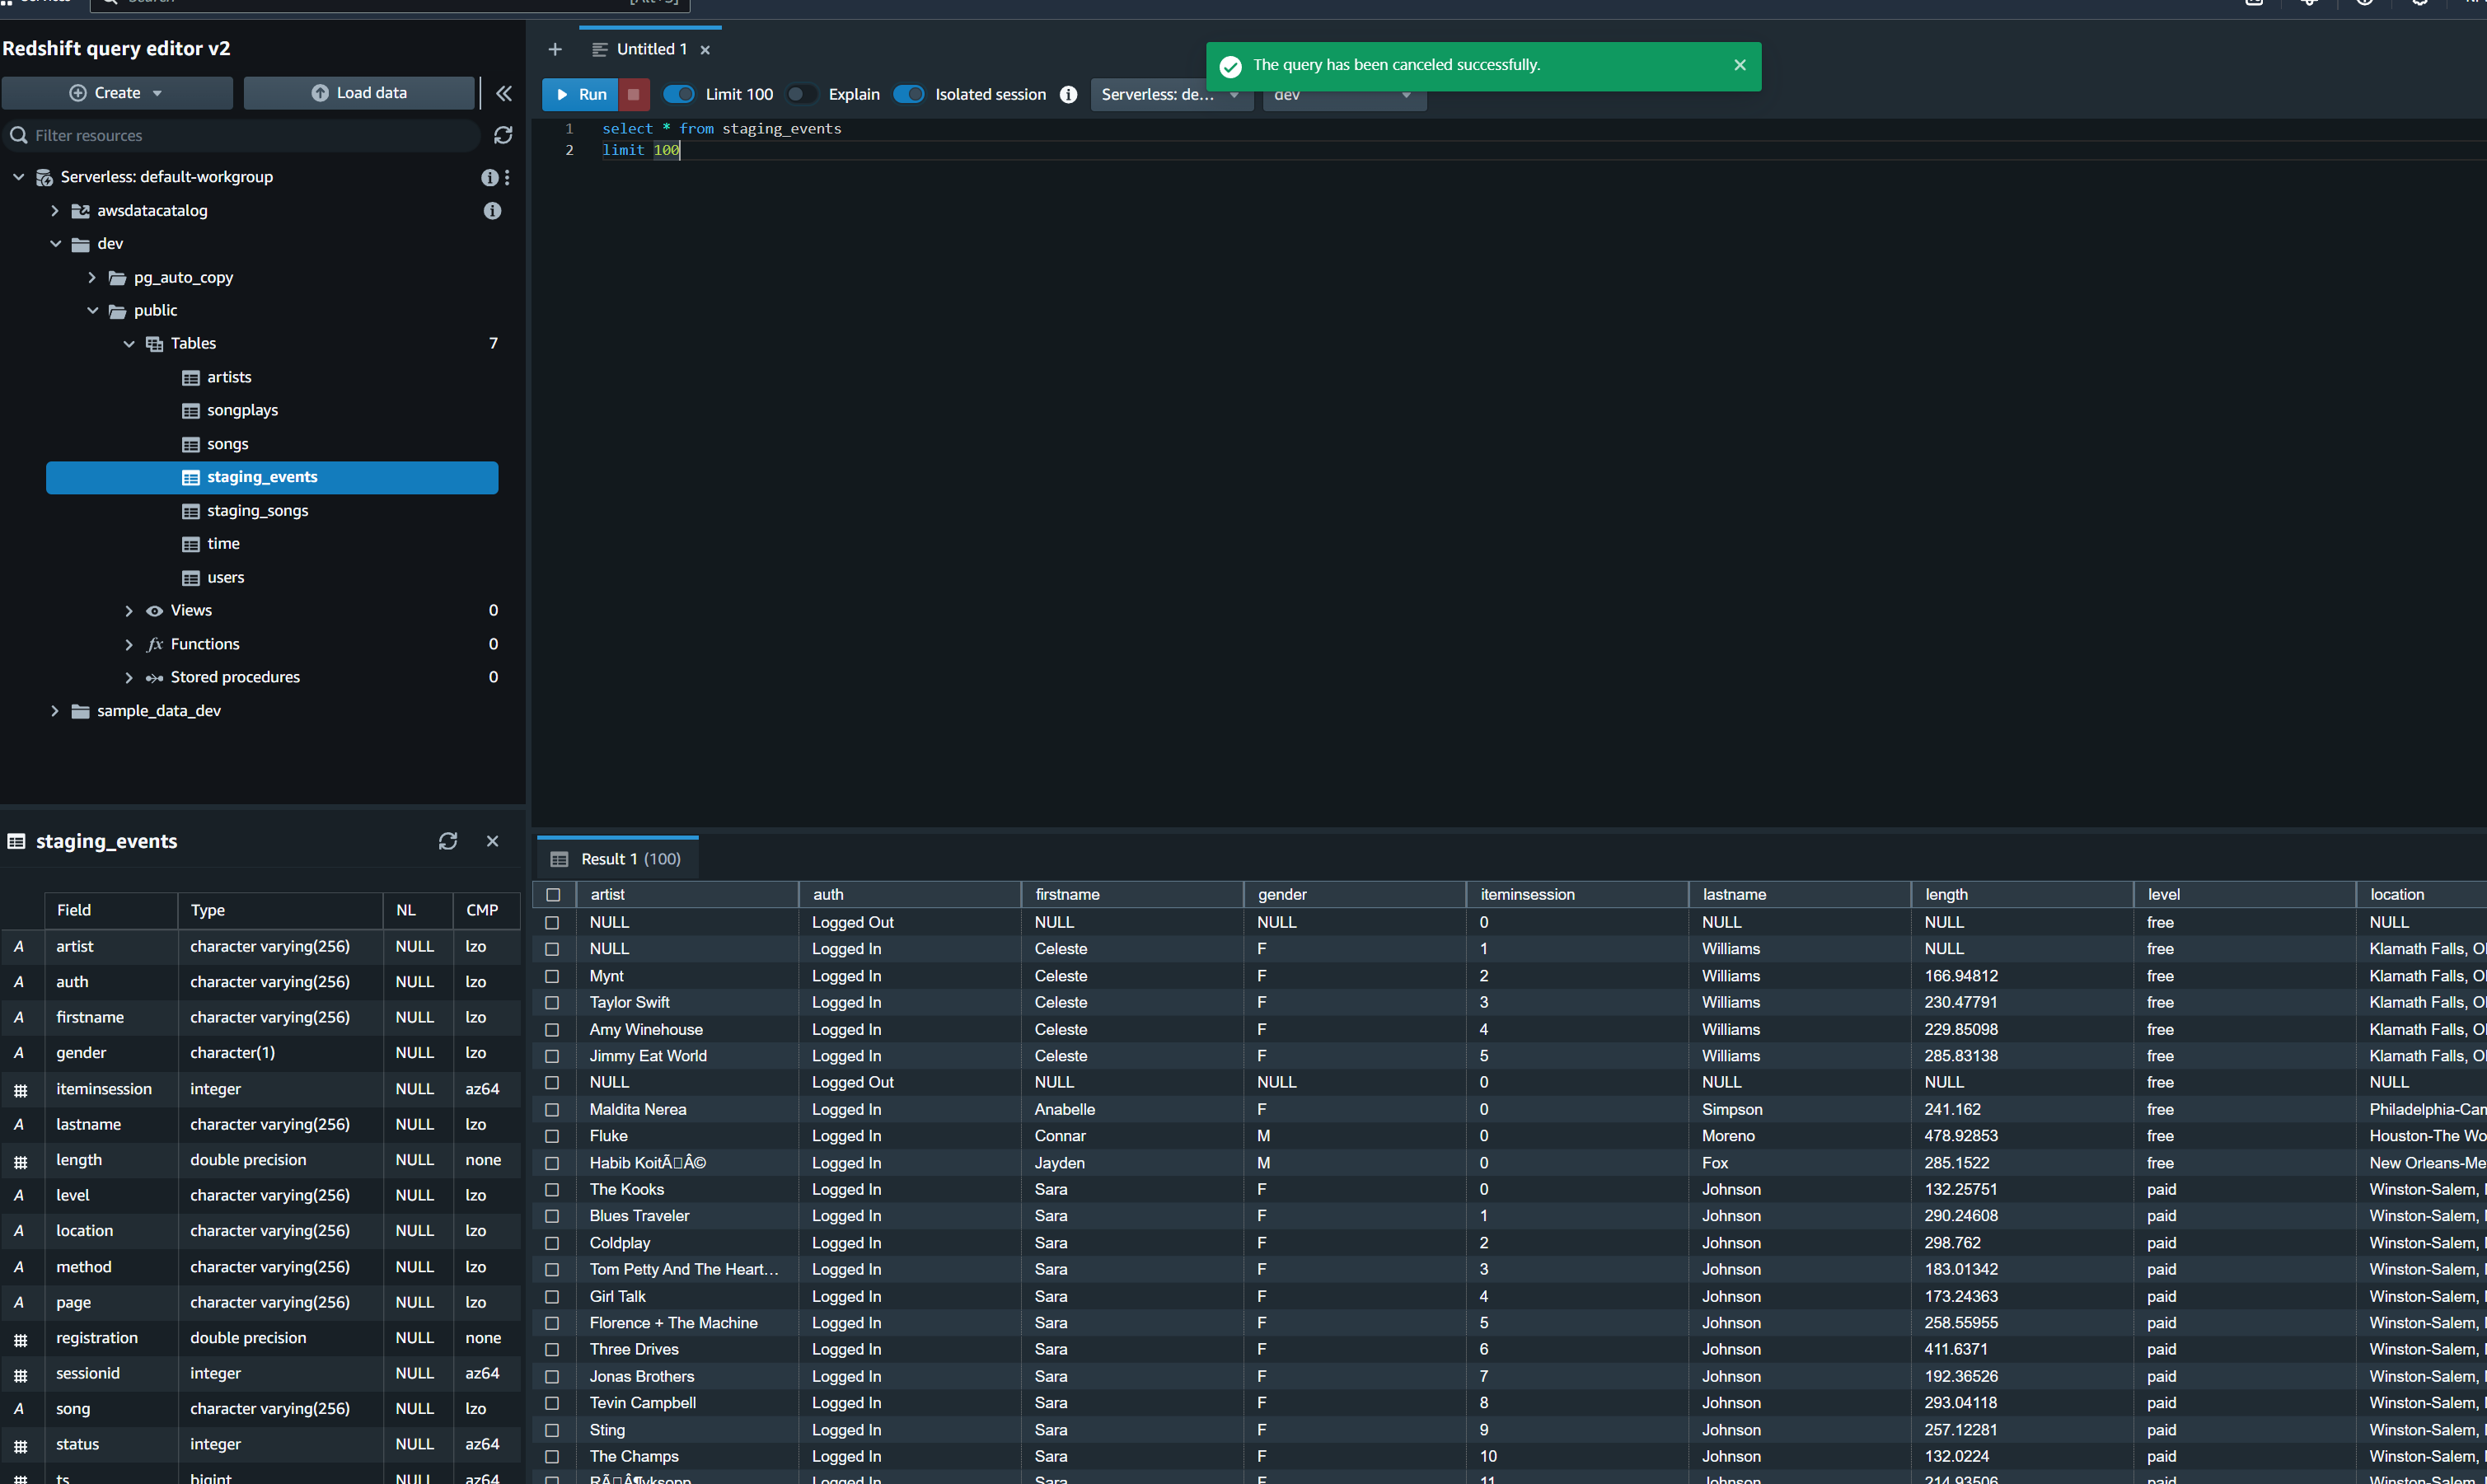 Redshift query editor v2
Create
Load data
Filter resources
Serverless: default-workgroup
awsdatacatalog
dev
pg_auto_copy
public
Tables 7
artists
songplays
songs
staging_events
staging_songs
time
users
Views 0
Functions 0
Stored procedures 0
sample_data_dev
staging_events
Field Type NL CMP
artist character varying(256) NULL lzo
auth character varying(256) NULL lzo
firstname character varying(256) NULL lzo
gender character(1) NULL lzo
iteminsession integer NULL az64
lastname character varying(256) NULL lzo
length double precision NULL none
level character varying(256) NULL lzo
location character varying(256) NULL lzo
method character varying(256) NULL lzo
page character varying(256) NULL lzo
registration double precision NULL none
sessionid integer NULL az64
song character varying(256) NULL lzo
status integer NULL az64
ts bigint NULL az64
Untitled 1
The query has been canceled successfully.
Run Limit 100 Explain Isolated session Serverless: de... dev
1 select * from staging_events
2 limit 100
Result 1 (100)
artist auth firstname gender iteminsession lastname length level location
NULL Logged Out NULL NULL 0 NULL NULL free NULL
NULL Logged In Celeste F 1 Williams NULL free Klamath Falls, O
Mynt Logged In Celeste F 2 Williams 166.94812 free Klamath Falls, O
Taylor Swift Logged In Celeste F 3 Williams 230.47791 free Klamath Falls, O
Amy Winehouse Logged In Celeste F 4 Williams 229.85098 free Klamath Falls, O
Jimmy Eat World Logged In Celeste F 5 Williams 285.83138 free Klamath Falls, O
NULL Logged Out NULL NULL 0 NULL NULL free NULL
Maldita Nerea Logged In Anabelle F 0 Simpson 241.162 free Philadelphia-Cam
Fluke Logged In Connar M 0 Moreno 478.92853 free Houston-The Wo
Habib KoitÃ□Â© Logged In Jayden M 0 Fox 285.1522 free New Orleans-Me
The Kooks Logged In Sara F 0 Johnson 132.25751 paid Winston-Salem,
Blues Traveler Logged In Sara F 1 Johnson 290.24608 paid Winston-Salem,
Coldplay Logged In Sara F 2 Johnson 298.762 paid Winston-Salem,
Tom Petty And The Heart... Logged In Sara F 3 Johnson 183.01342 paid Winston-Salem,
Girl Talk Logged In Sara F 4 Johnson 173.24363 paid Winston-Salem,
Florence + The Machine Logged In Sara F 5 Johnson 258.55955 paid Winston-Salem,
Three Drives Logged In Sara F 6 Johnson 411.6371 paid Winston-Salem,
Jonas Brothers Logged In Sara F 7 Johnson 192.36526 paid Winston-Salem,
Tevin Campbell Logged In Sara F 8 Johnson 293.04118 paid Winston-Salem,
Sting Logged In Sara F 9 Johnson 257.12281 paid Winston-Salem,
The Champs Logged In Sara F 10 Johnson 132.0224 paid Winston-Salem,
RÃ□Â¶yksopp Logged In Sara F 11 Johnson 214.93506 paid Winston-Salem,